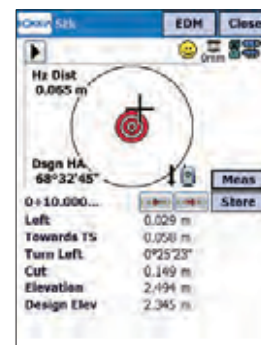 SOKKIA Stk EDM Close
0mm
Hz Dist
0.065 m
Dsgn HA
68°32'45"
Meas
0+10.000... Store
Left 0.029 m
Towards TS 0.058 m
Turn Left 0°25'23"
Cut 0.149 m
Elevation 2.494 m
Design Elev 2.345 m